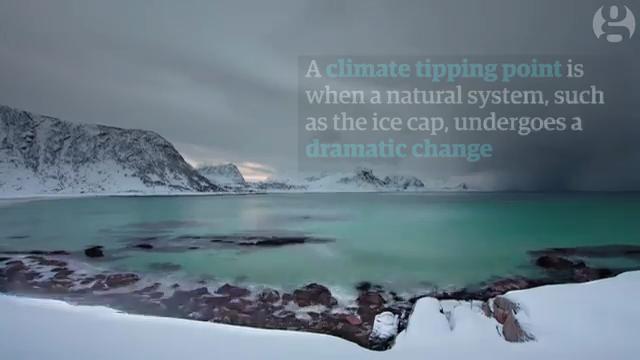 A climate tipping point is
when a natural system, such
as the ice cap, undergoes a
dramatic change